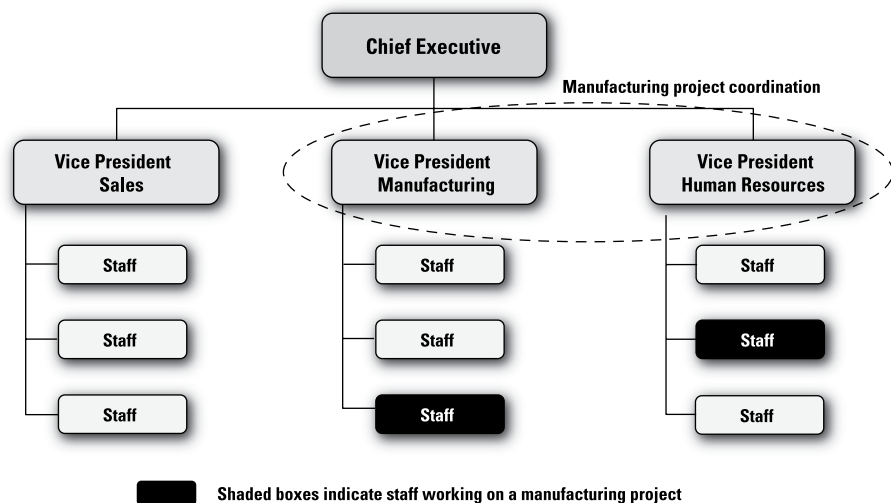 Chief Executive
Manufacturing project coordination
Vice President
Sales
Vice President
Manufacturing
Vice President
Human Resources
Staff
Staff
Staff
Staff
Staff
Staff
Staff
Staff
Staff
Shaded boxes indicate staff working on a manufacturing project